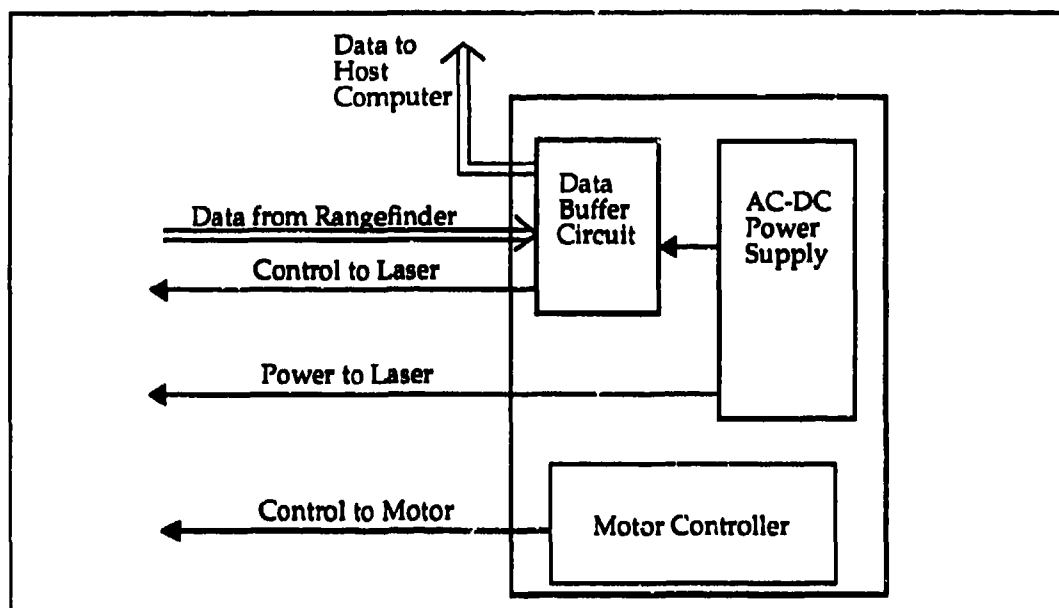 Data to
Host
Computer
Data
Buffer
Circuit
AC-DC
Power
Supply
Data from Rangefinder
Control to Laser
Power to Laser
Control to Motor
Motor Controller